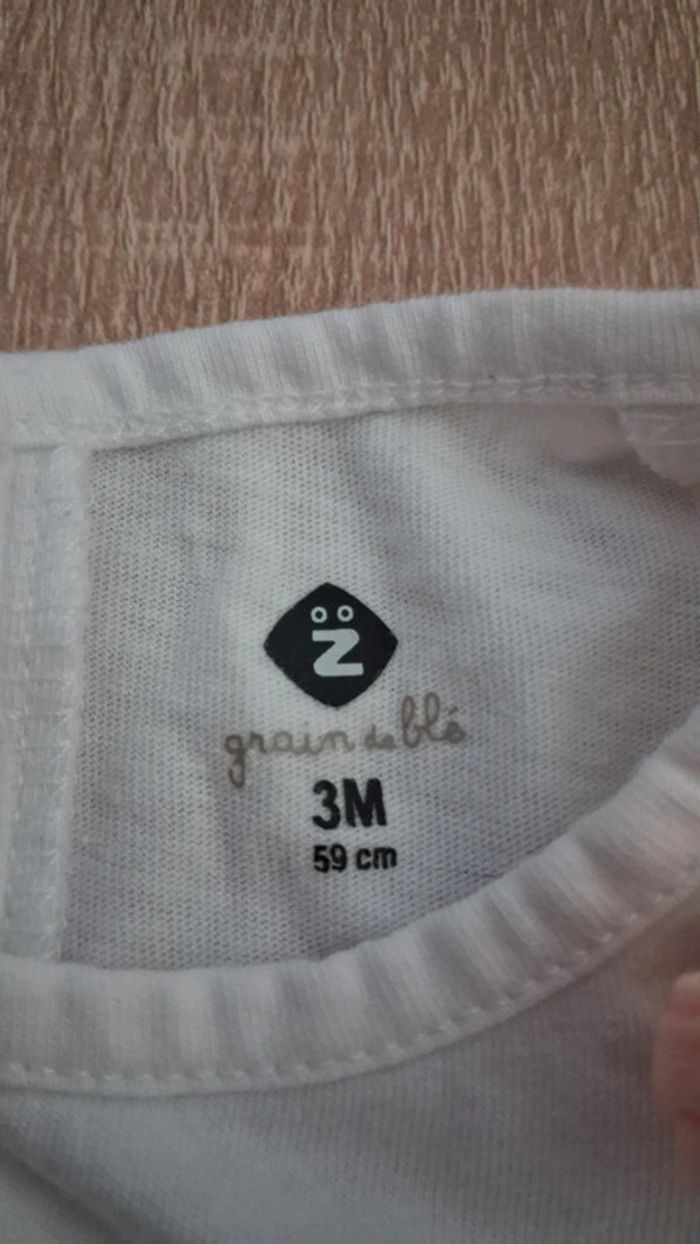 Z
grain de blé
3M
59 cm